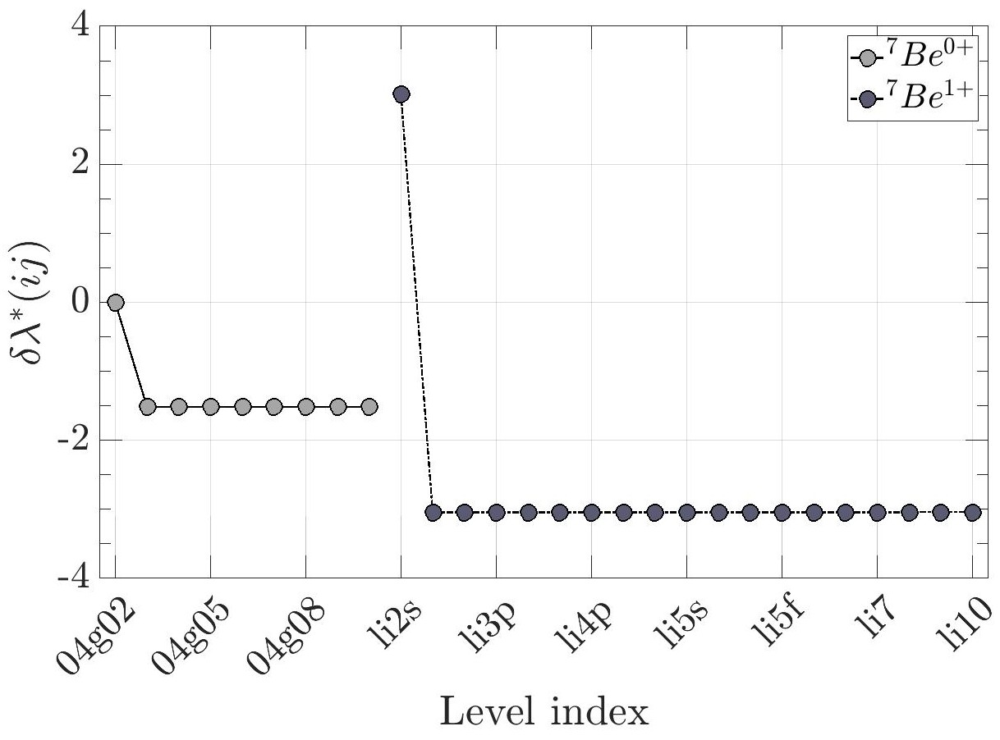 4
2
0
-2
-4
δλ*(ij)
⁷Be⁰⁺
⁷Be¹⁺
04g02 04g05 04g08 li2s li3p li4p li5s li5f li7 li10
Level index